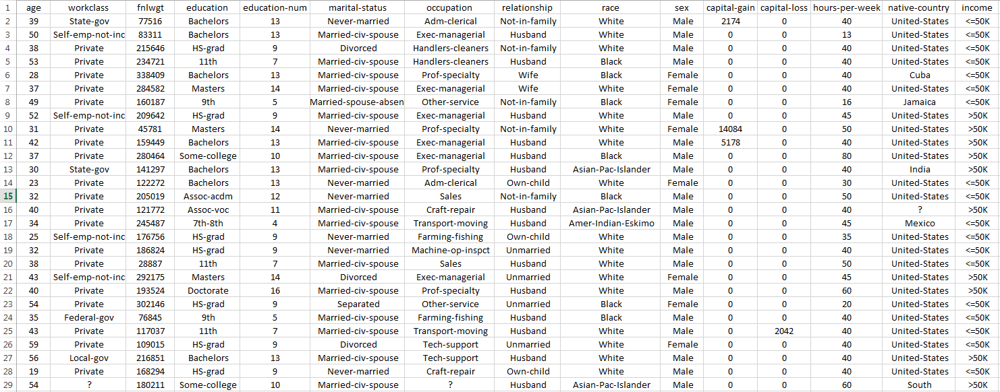 1 age workclass fnlwgt education education-num marital-status occupation relationship race sex capital-gain capital-loss hours-per-week native-country income
2 39 State-gov 77516 Bachelors 13 Never-married Adm-clerical Not-in-family White Male 2174 0 40 United-States <=50K
3 50 Self-emp-not-inc 83311 Bachelors 13 Married-civ-spouse Exec-managerial Husband White Male 0 0 13 United-States <=50K
4 38 Private 215646 HS-grad 9 Divorced Handlers-cleaners Not-in-family White Male 0 0 40 United-States <=50K
5 53 Private 234721 11th 7 Married-civ-spouse Handlers-cleaners Husband Black Male 0 0 40 United-States <=50K
6 28 Private 338409 Bachelors 13 Married-civ-spouse Prof-specialty Wife Black Female 0 0 40 Cuba <=50K
7 37 Private 284582 Masters 14 Married-civ-spouse Exec-managerial Wife White Female 0 0 40 United-States <=50K
8 49 Private 160187 9th 5 Married-spouse-absen Other-service Not-in-family Black Female 0 0 16 Jamaica <=50K
9 52 Self-emp-not-inc 209642 HS-grad 9 Married-civ-spouse Exec-managerial Husband White Male 0 0 45 United-States >50K
10 31 Private 45781 Masters 14 Never-married Prof-specialty Not-in-family White Female 14084 0 50 United-States >50K
11 42 Private 159449 Bachelors 13 Married-civ-spouse Exec-managerial Husband White Male 5178 0 40 United-States >50K
12 37 Private 280464 Some-college 10 Married-civ-spouse Exec-managerial Husband Black Male 0 0 80 United-States >50K
13 30 State-gov 141297 Bachelors 13 Married-civ-spouse Prof-specialty Husband Asian-Pac-Islander Male 0 0 40 India >50K
14 23 Private 122272 Bachelors 13 Never-married Adm-clerical Own-child White Female 0 0 30 United-States <=50K
15 32 Private 205019 Assoc-acdm 12 Never-married Sales Not-in-family Black Male 0 0 50 United-States <=50K
16 40 Private 121772 Assoc-voc 11 Married-civ-spouse Craft-repair Husband Asian-Pac-Islander Male 0 0 40 ? >50K
17 34 Private 245487 7th-8th 4 Married-civ-spouse Transport-moving Husband Amer-Indian-Eskimo Male 0 0 45 Mexico <=50K
18 25 Self-emp-not-inc 176756 HS-grad 9 Never-married Farming-fishing Own-child White Male 0 0 35 United-States <=50K
19 32 Private 186824 HS-grad 9 Never-married Machine-op-inspct Unmarried White Male 0 0 40 United-States <=50K
20 38 Private 28887 11th 7 Married-civ-spouse Sales Husband White Male 0 0 50 United-States <=50K
21 43 Self-emp-not-inc 292175 Masters 14 Divorced Exec-managerial Unmarried White Female 0 0 45 United-States >50K
22 40 Private 193524 Doctorate 16 Married-civ-spouse Prof-specialty Husband White Male 0 0 60 United-States >50K
23 54 Private 302146 HS-grad 9 Separated Other-service Unmarried Black Female 0 0 20 United-States <=50K
24 35 Federal-gov 76845 9th 5 Married-civ-spouse Farming-fishing Husband Black Male 0 0 40 United-States <=50K
25 43 Private 117037 11th 7 Married-civ-spouse Transport-moving Husband White Male 0 2042 40 United-States <=50K
26 59 Private 109015 HS-grad 9 Divorced Tech-support Unmarried White Female 0 0 40 United-States <=50K
27 56 Local-gov 216851 Bachelors 13 Married-civ-spouse Tech-support Husband White Male 0 0 40 United-States >50K
28 19 Private 168294 HS-grad 9 Never-married Craft-repair Own-child White Male 0 0 40 United-States <=50K
29 54 ? 180211 Some-college 10 Married-civ-spouse ? Husband Asian-Pac-Islander Male 0 0 60 South >50K